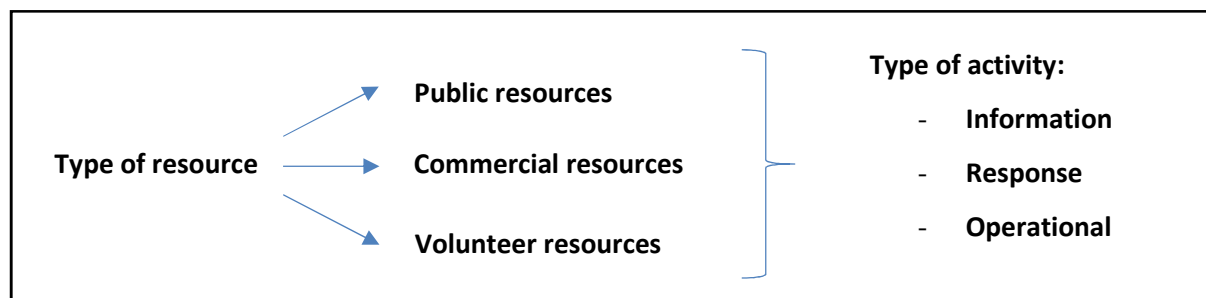 Type of resource
Public resources
Commercial resources
Volunteer resources
Type of activity:
- Information
- Response
- Operational